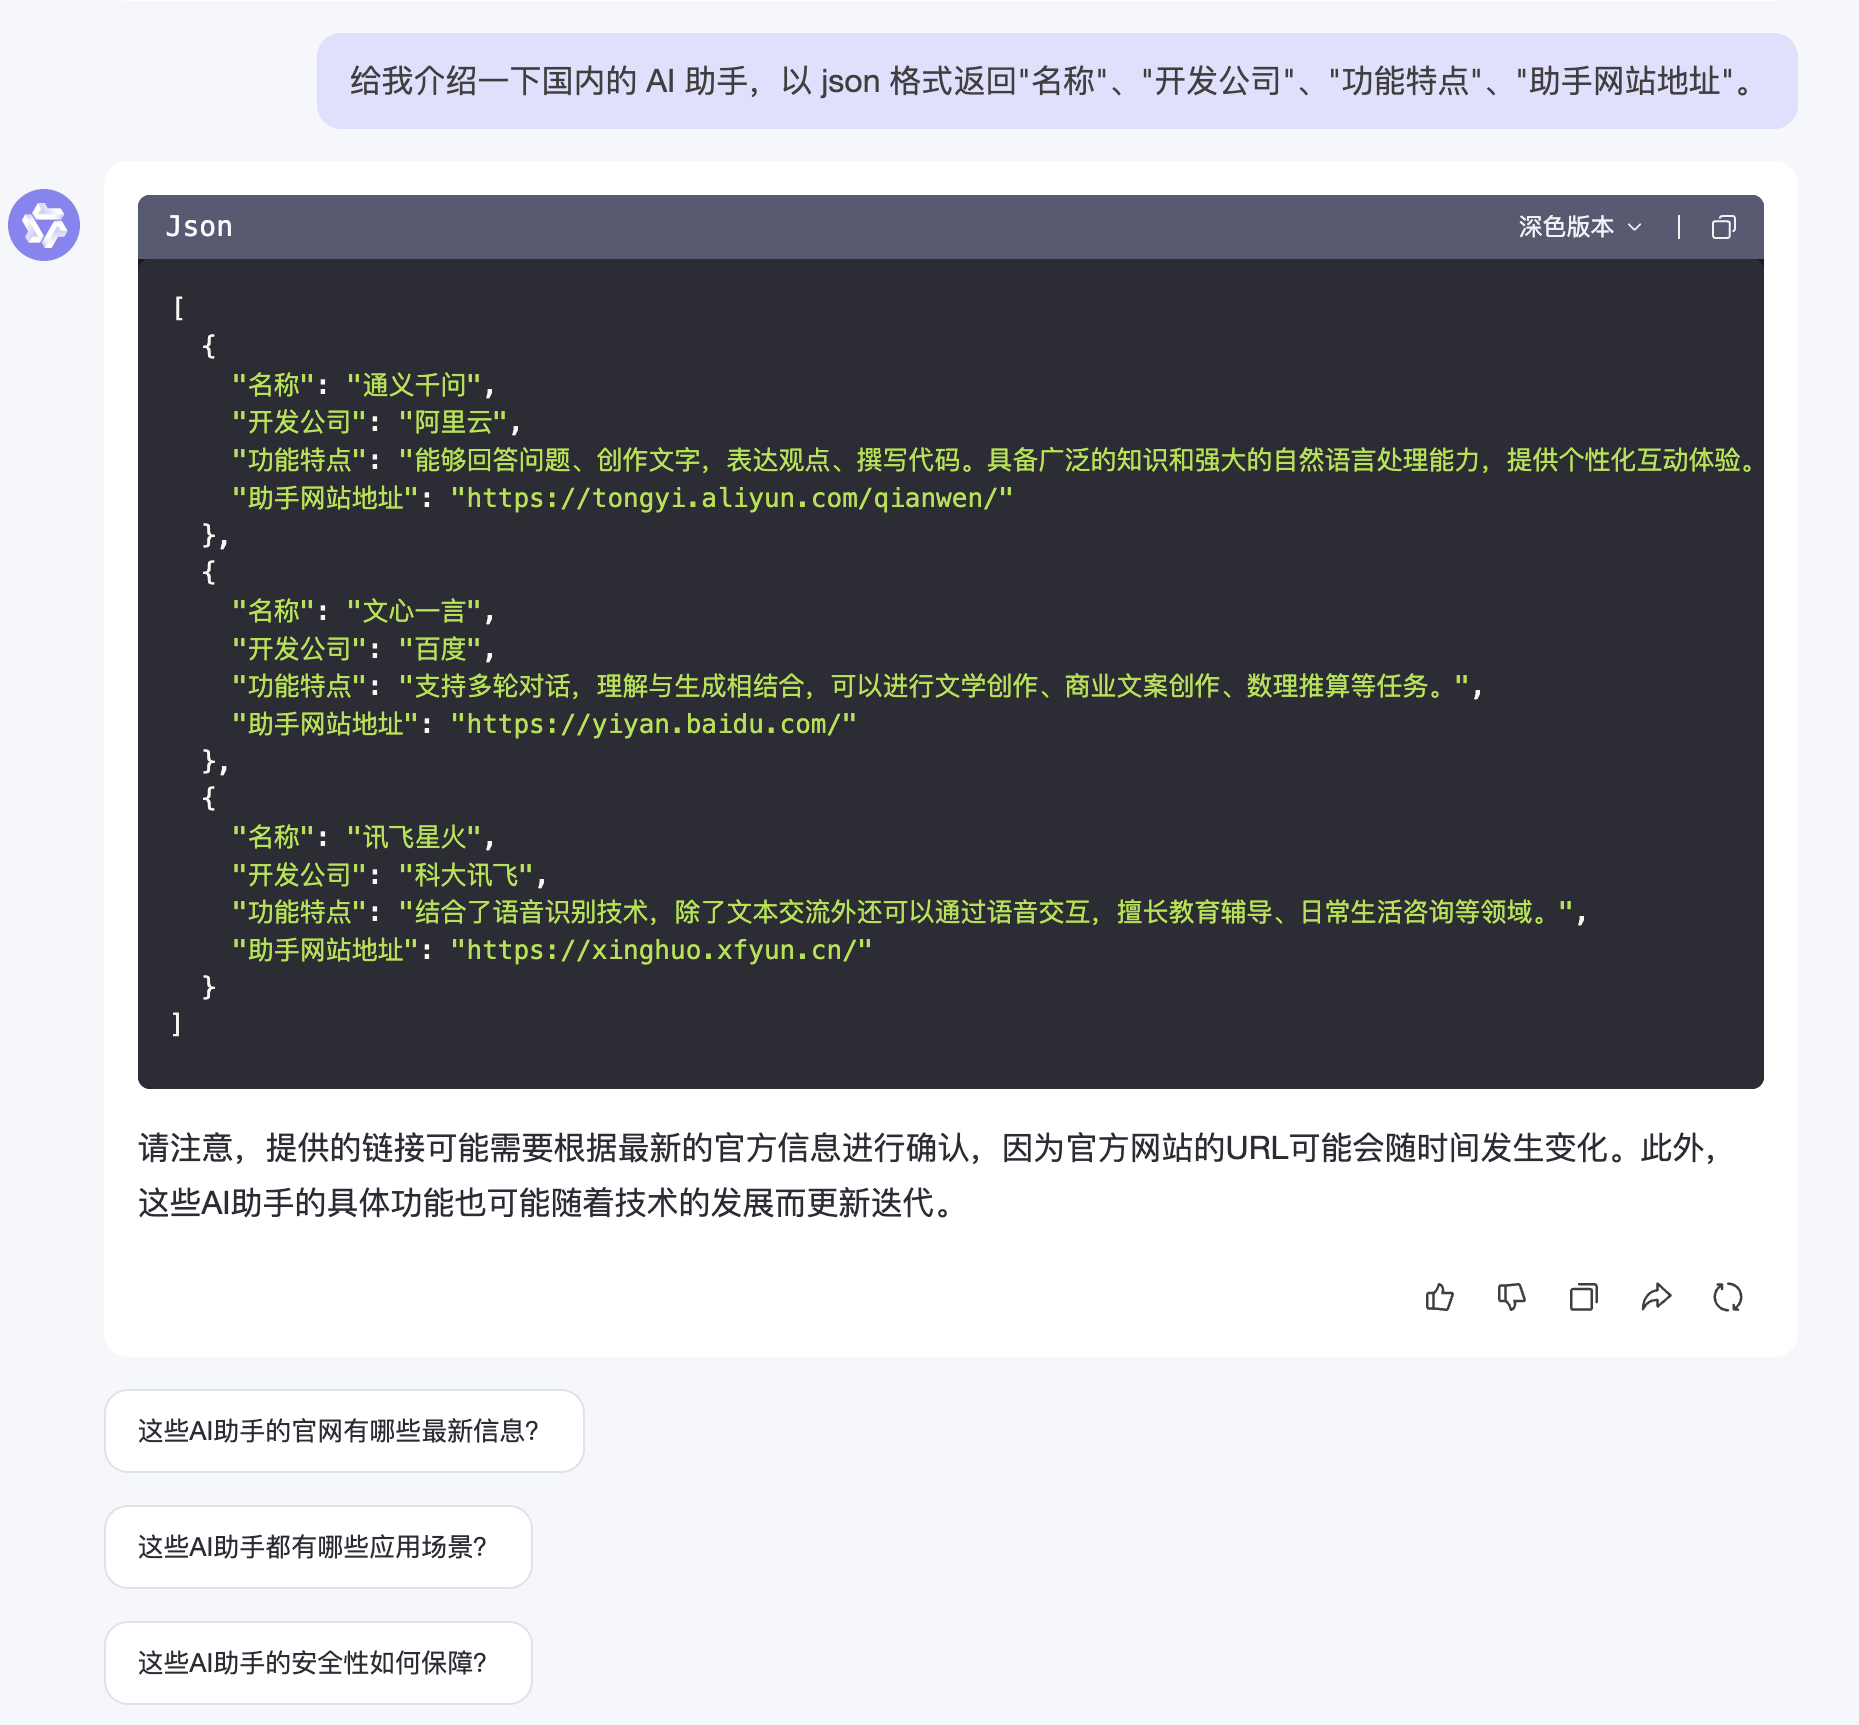 给我介绍一下国内的 AI 助手，以 json 格式返回"名称"、"开发公司"、"功能特点"、"助手网站地址"。
Json
深色版本
[
  {
    "名称": "通义千问",
    "开发公司": "阿里云",
    "功能特点": "能够回答问题、创作文字，表达观点、撰写代码。具备广泛的知识和强大的自然语言处理能力，提供个性化互动体验。
    "助手网站地址": "https://tongyi.aliyun.com/qianwen/"
  },
  {
    "名称": "文心一言",
    "开发公司": "百度",
    "功能特点": "支持多轮对话，理解与生成相结合，可以进行文学创作、商业文案创作、数理推算等任务。",
    "助手网站地址": "https://yiyan.baidu.com/"
  },
  {
    "名称": "讯飞星火",
    "开发公司": "科大讯飞",
    "功能特点": "结合了语音识别技术，除了文本交流外还可以通过语音交互，擅长教育辅导、日常生活咨询等领域。",
    "助手网站地址": "https://xinghuo.xfyun.cn/"
  }
]
请注意，提供的链接可能需要根据最新的官方信息进行确认，因为官方网站的URL可能会随时间发生变化。此外，
这些AI助手的具体功能也可能随着技术的发展而更新迭代。
这些AI助手的官网有哪些最新信息？
这些AI助手都有哪些应用场景？
这些AI助手的安全性如何保障？